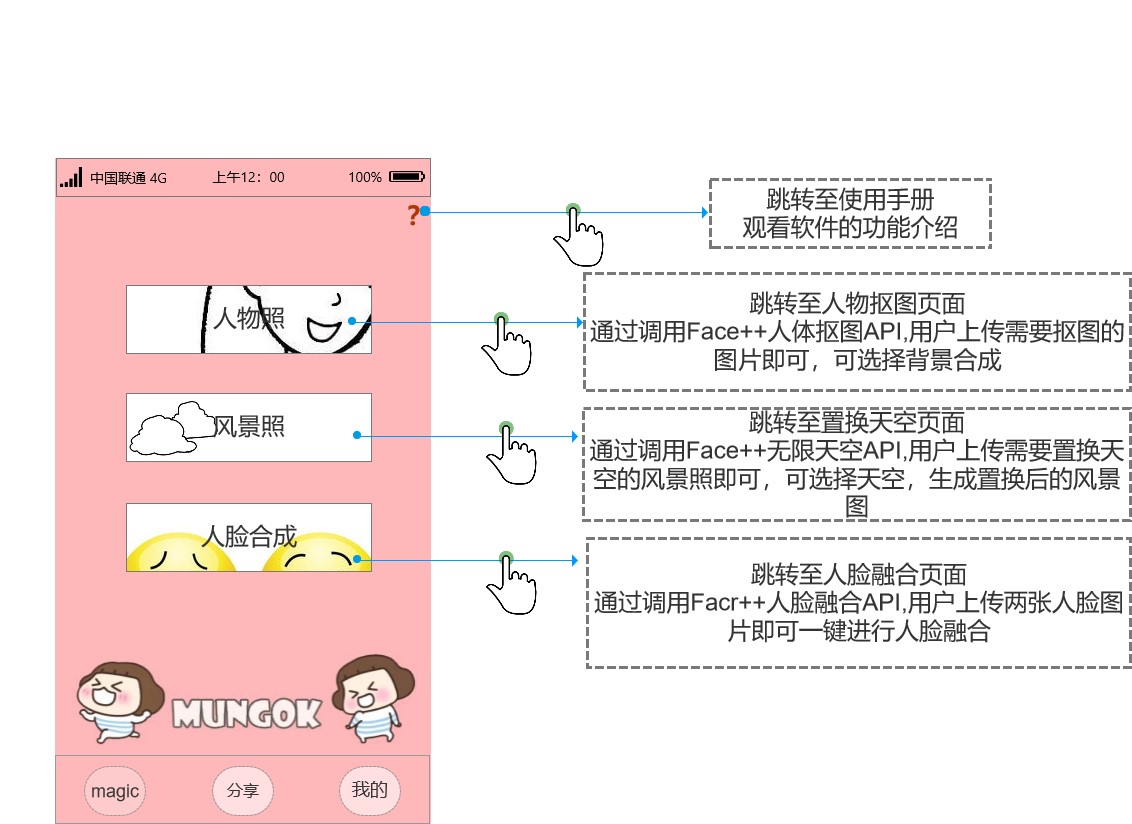 中国联通 4G 上午12：00 100%
?
跳转至使用手册
观看软件的功能介绍
人物照
跳转至人物抠图页面
通过调用Face++人体抠图API,用户上传需要抠图的
图片即可，可选择背景合成
风景照
跳转至置换天空页面
通过调用Face++无限天空API,用户上传需要置换天
空的风景照即可，可选择天空，生成置换后的风景
图
人脸合成
跳转至人脸融合页面
通过调用Facr++人脸融合API,用户上传两张人脸图
片即可一键进行人脸融合
MUNGOK
magic 分享 我的